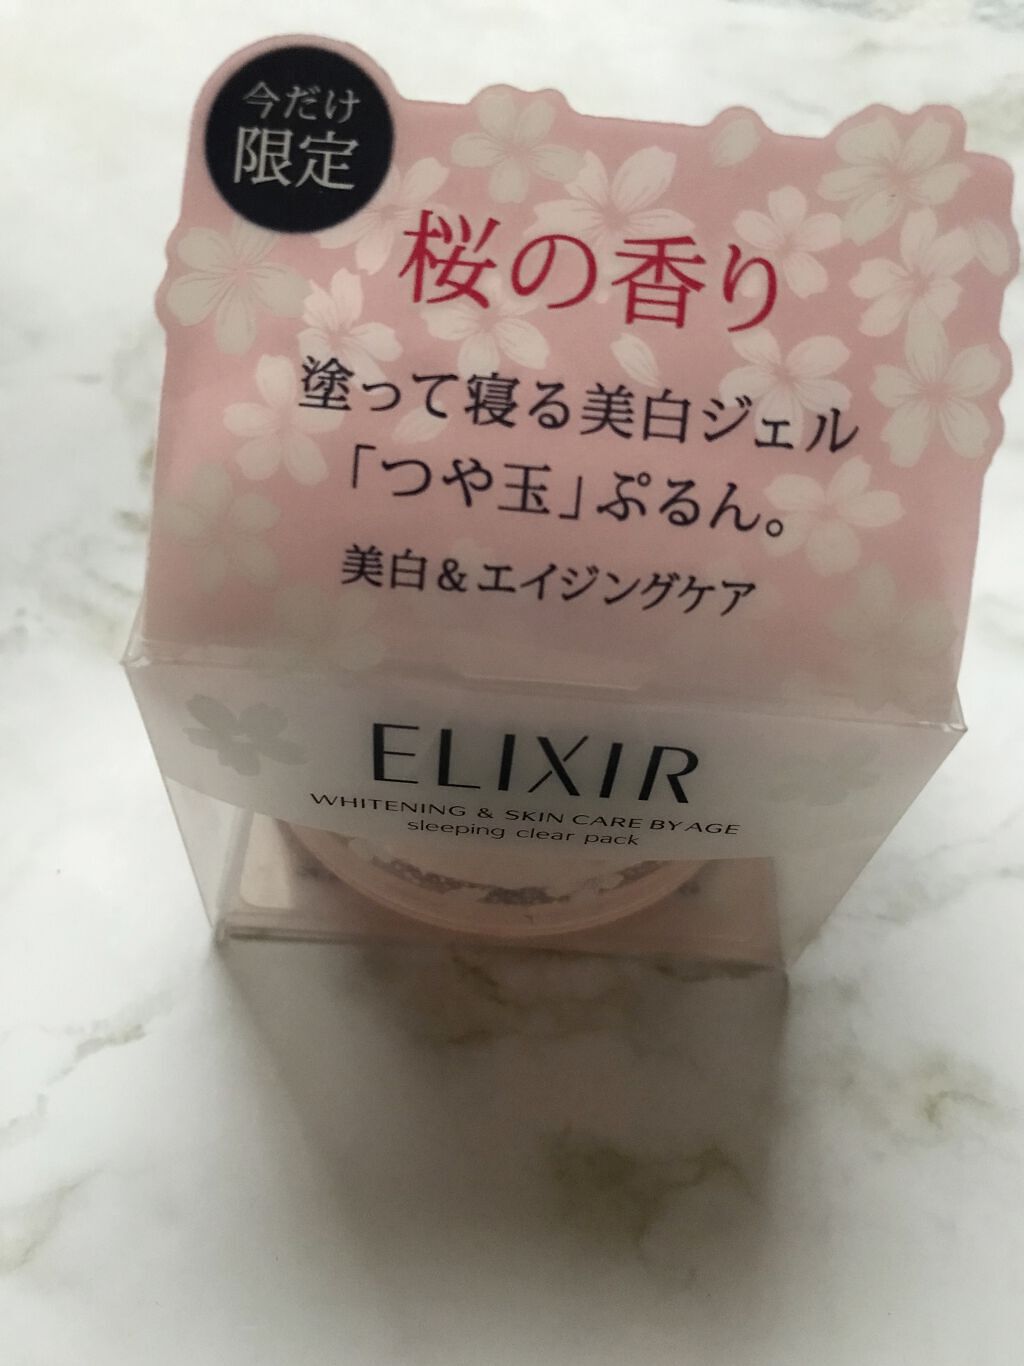 今だけ
限定
桜の香り
塗って寝る美白ジェル
「つや玉」ぷるん。
美白＆エイジングケア
ELIXIR
WHITENING & SKIN CARE BY AGE
sleeping clear pack